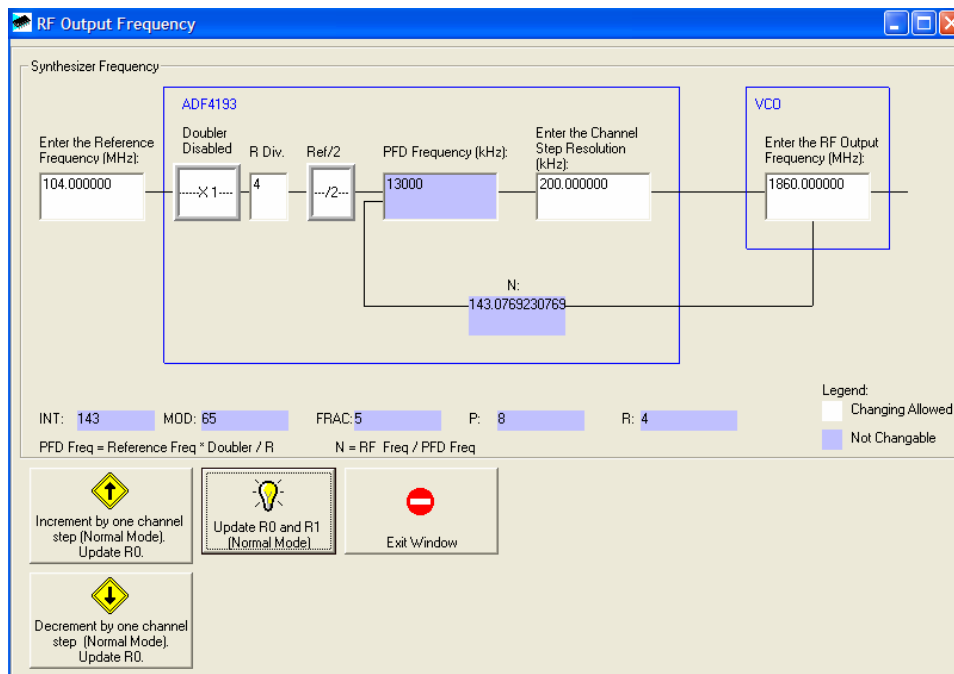 RF Output Frequency
Synthesizer Frequency
ADF4193
VCO
Enter the Reference
Frequency (MHz):
104.000000
Doubler
Disabled
-----X 1----
R Div.
4
Ref/2
---/2---
PFD Frequency (kHz):
13000
Enter the Channel
Step Resolution
(kHz):
200.000000
Enter the RF Output
Frequency (MHz):
1860.000000
N:
143.0769230769
Legend:
Changing Allowed
Not Changable
INT: 143 MOD: 65 FRAC: 5 P: 8 R: 4
PFD Freq = Reference Freq * Doubler / R N = RF Freq / PFD Freq
Increment by one channel
step (Normal Mode).
Update R0.
Update R0 and R1
(Normal Mode)
Exit Window
Decrement by one channel
step (Normal Mode).
Update R0.